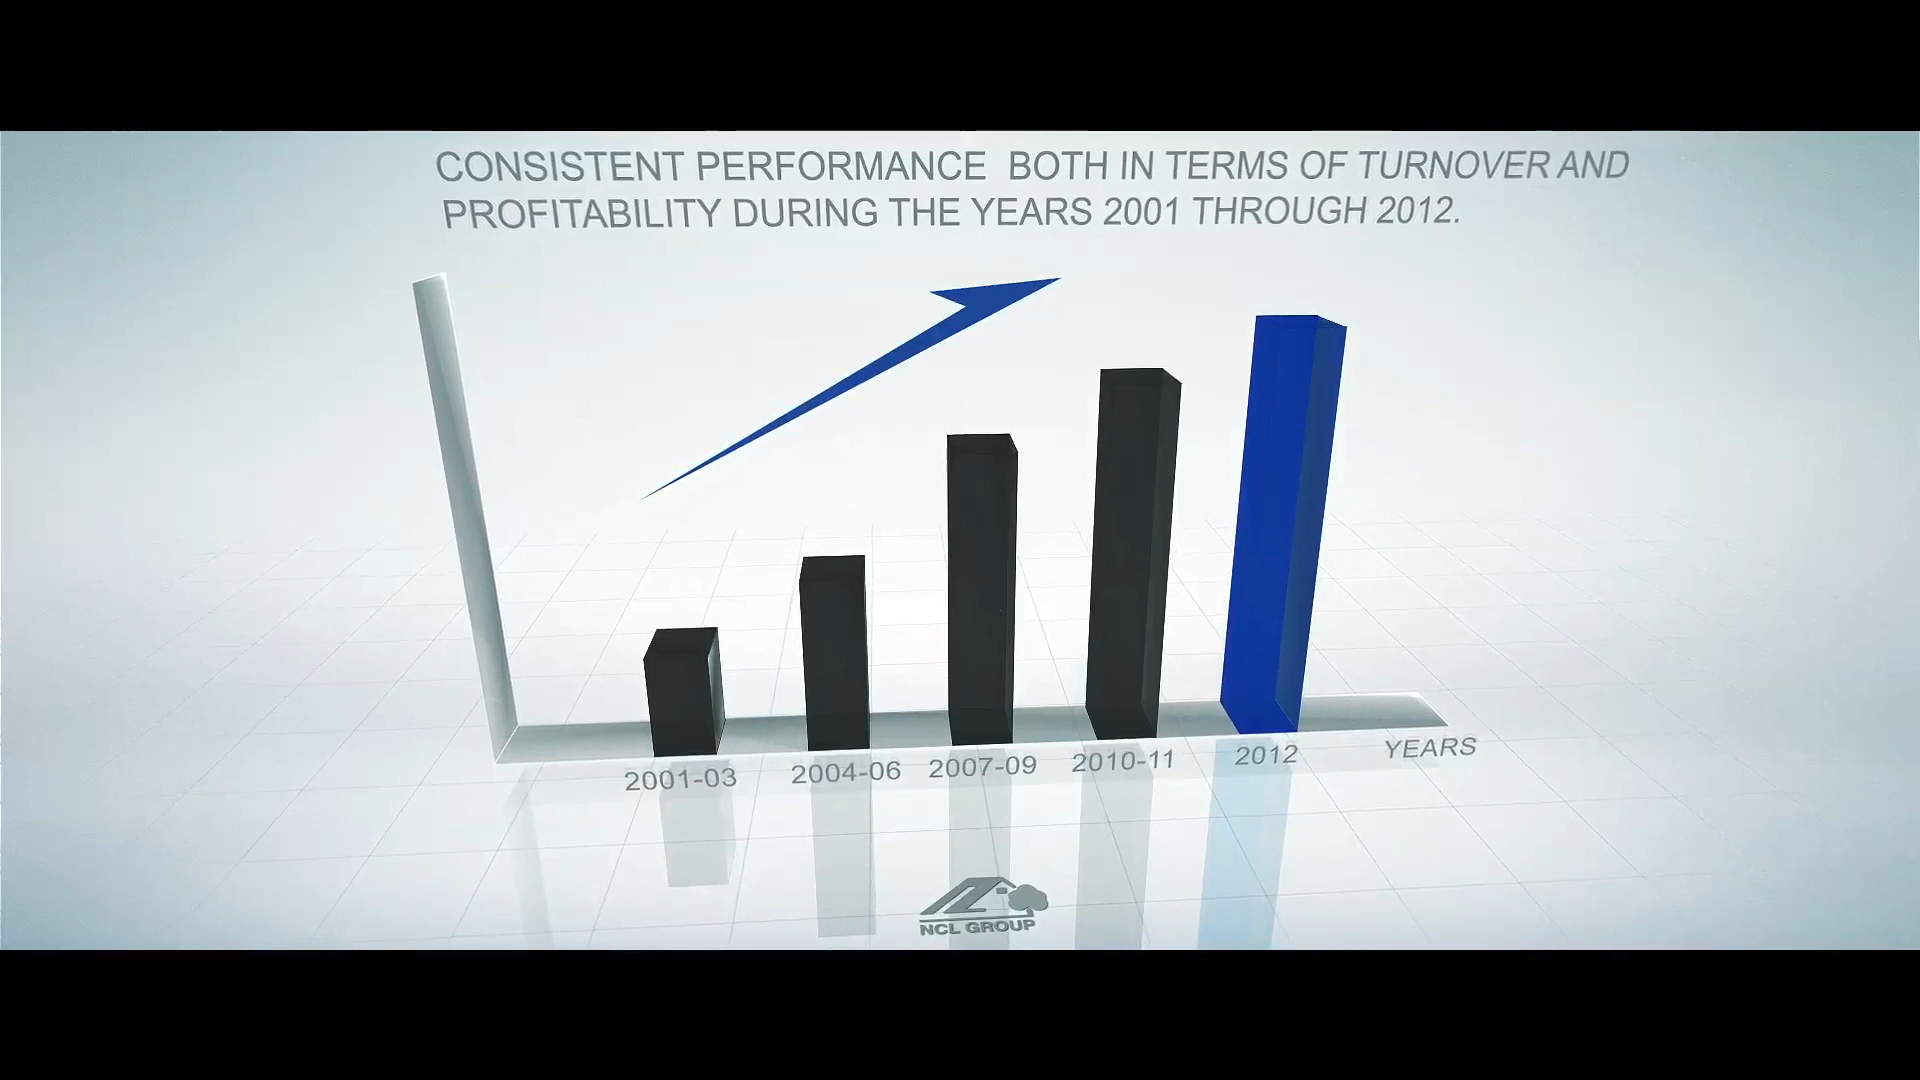 CONSISTENT PERFORMANCE BOTH IN TERMS OF TURNOVER AND
PROFITABILITY DURING THE YEARS 2001 THROUGH 2012.
2001-03 2004-06 2007-09 2010-11 2012 YEARS
NCL GROUP